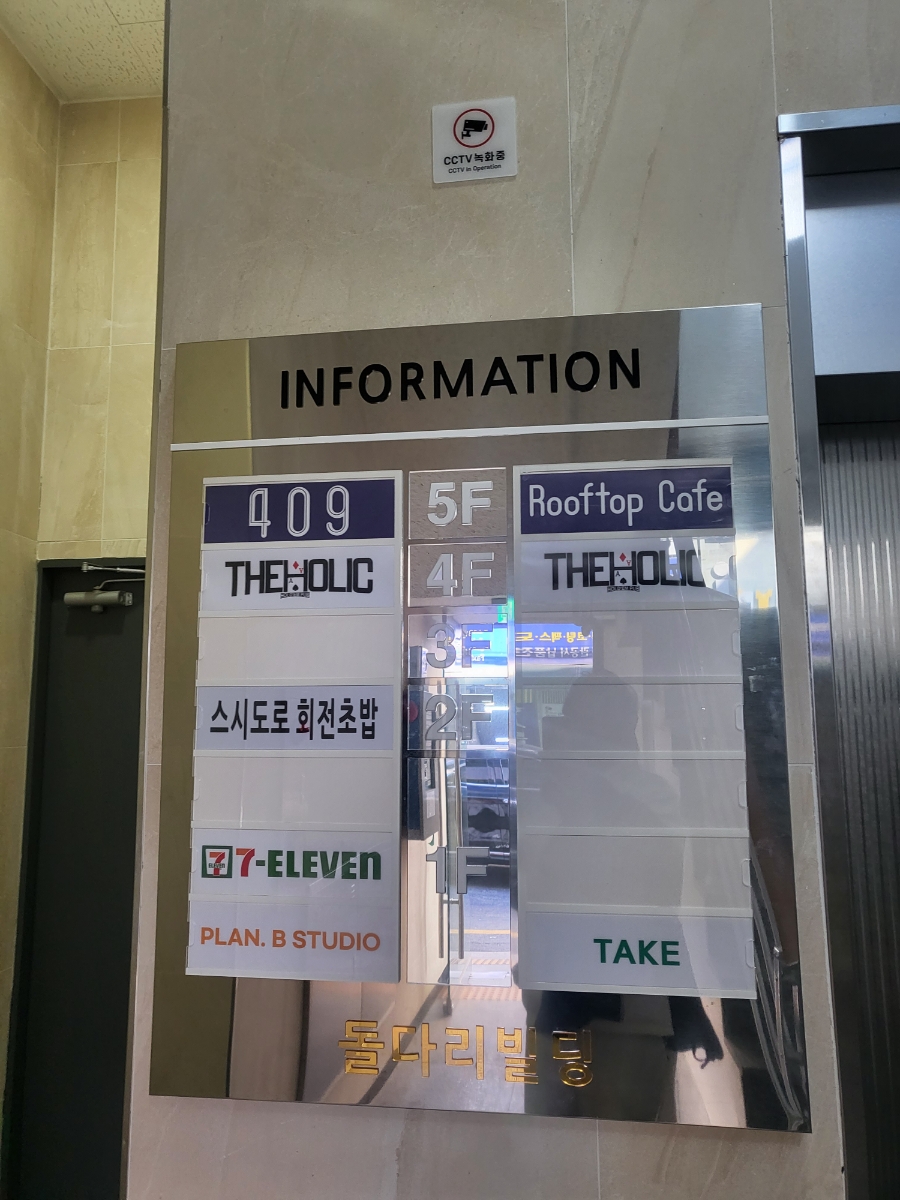 CCTV 녹화중
CCTV in Operation
INFORMATION
409 5F Rooftop Cafe
THEHOLIC 4F THEHOLIC
3F
스시도로 회전초밥 2F
7-ELEVEN 1F
PLAN. B STUDIO TAKE
돌다리빌딩